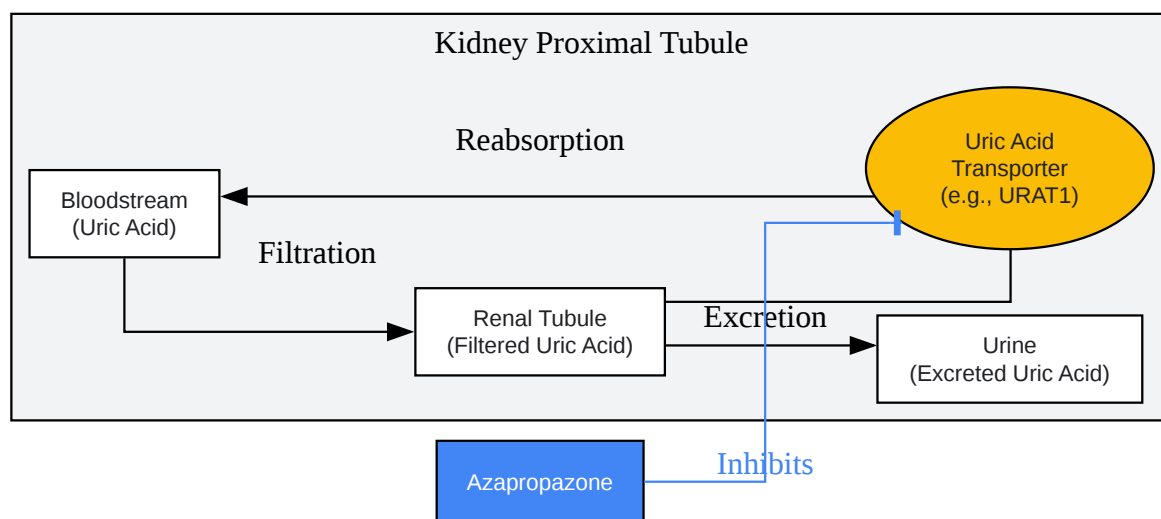 Kidney Proximal Tubule
Reabsorption
Uric Acid
Transporter
(e.g., URAT1)
Bloodstream
(Uric Acid)
Filtration
Renal Tubule
(Filtered Uric Acid)
Excretion
Urine
(Excreted Uric Acid)
Azapropazone
Inhibits